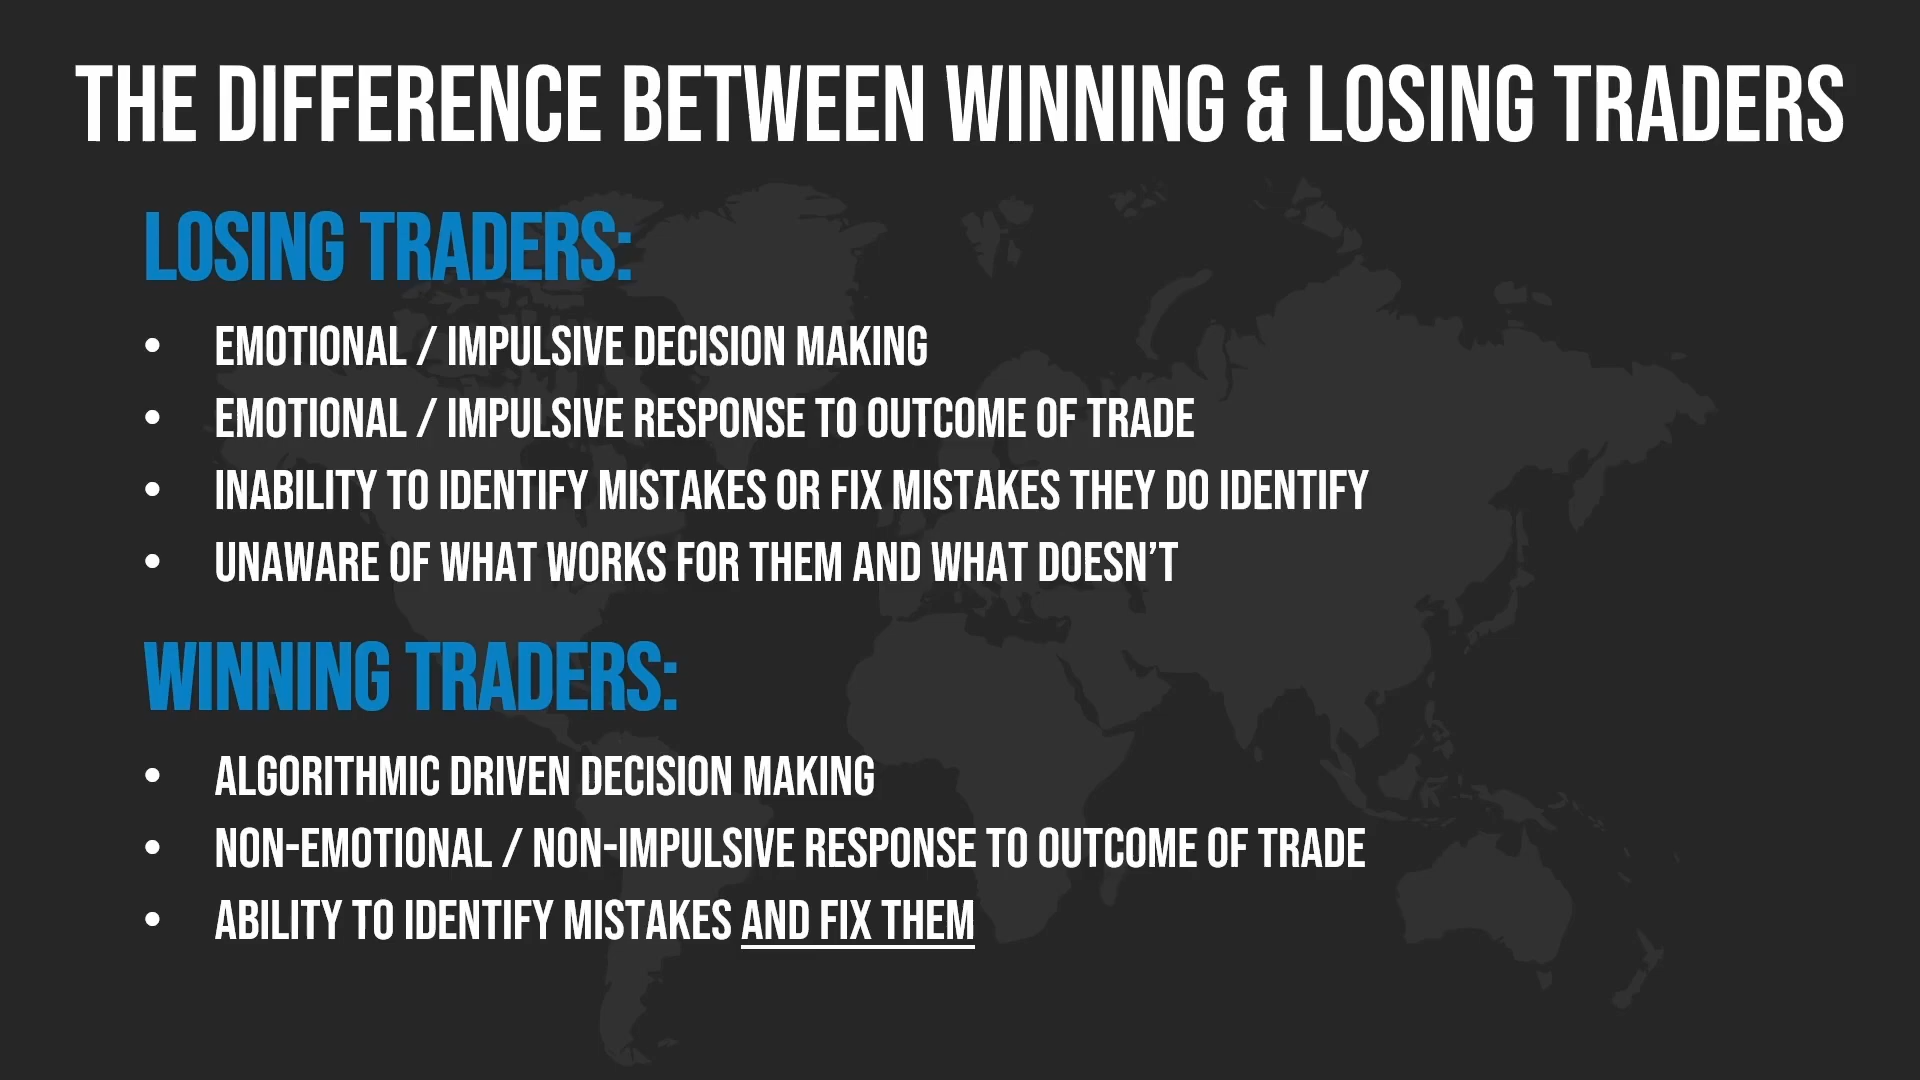 THE DIFFERENCE BETWEEN WINNING & LOSING TRADERS
LOSING TRADERS:
• EMOTIONAL / IMPULSIVE DECISION MAKING
• EMOTIONAL / IMPULSIVE RESPONSE TO OUTCOME OF TRADE
• INABILITY TO IDENTIFY MISTAKES OR FIX MISTAKES THEY DO IDENTIFY
• UNAWARE OF WHAT WORKS FOR THEM AND WHAT DOESN’T
WINNING TRADERS:
• ALGORITHMIC DRIVEN DECISION MAKING
• NON-EMOTIONAL / NON-IMPULSIVE RESPONSE TO OUTCOME OF TRADE
• ABILITY TO IDENTIFY MISTAKES AND FIX THEM